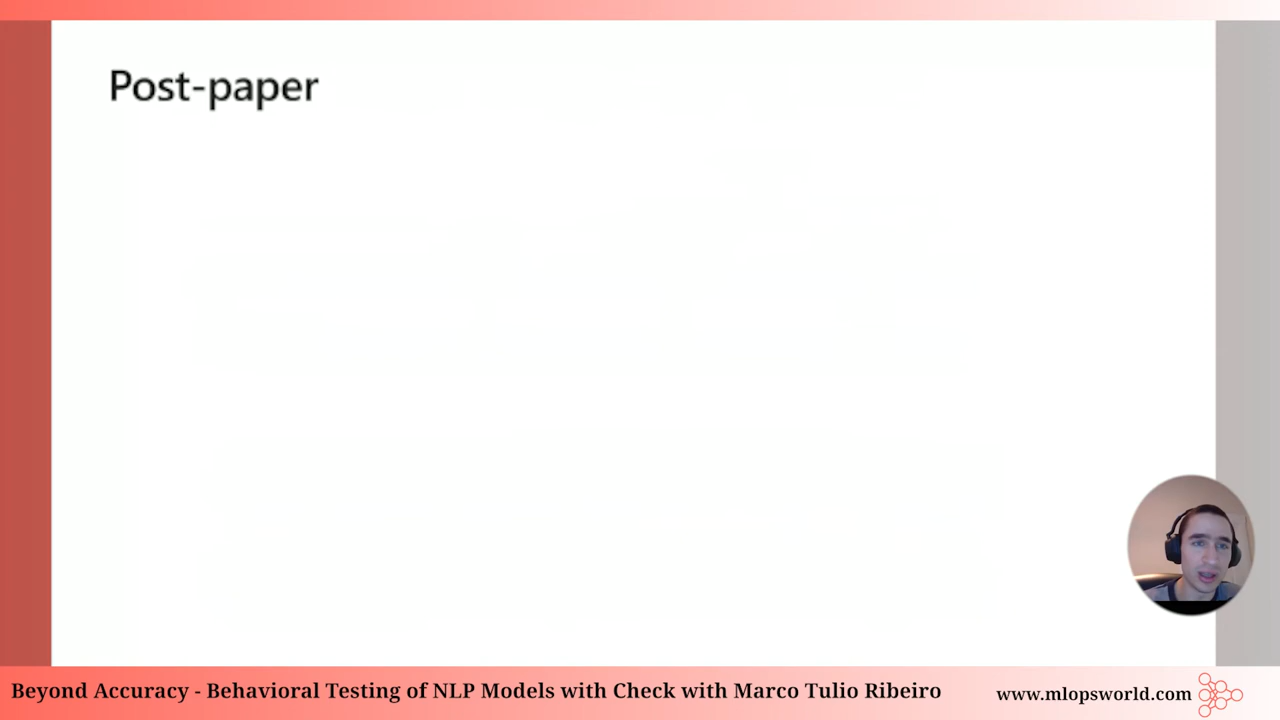 Post-paper
Beyond Accuracy - Behavioral Testing of NLP Models with Check with Marco Tulio Ribeiro
www.mlopsworld.com